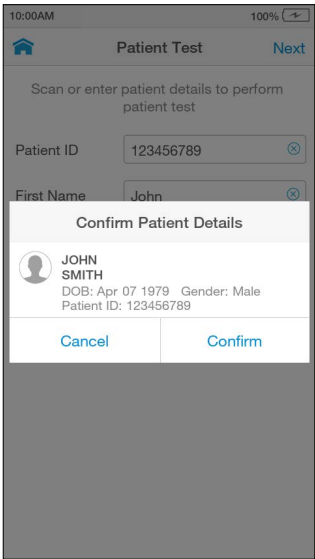 10:00AM 100%
Patient Test Next
Scan or enter patient details to perform
patient test
Patient ID 123456789
First Name John
Confirm Patient Details
JOHN
SMITH
DOB: Apr 07 1979 Gender: Male
Patient ID: 123456789
Cancel Confirm